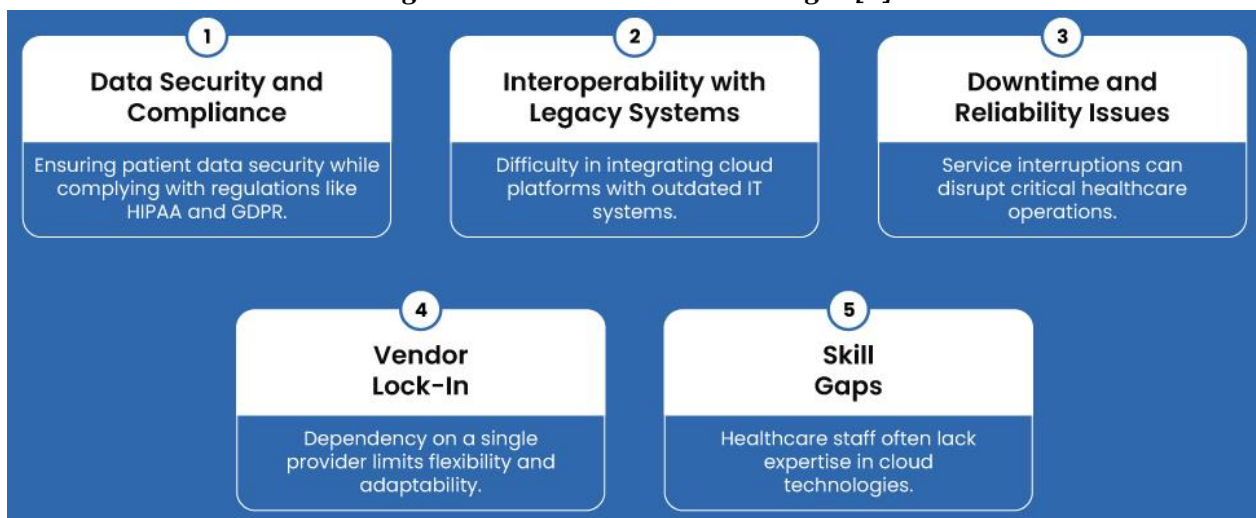 1
Data Security and
Compliance
Ensuring patient data security while
complying with regulations like
HIPAA and GDPR.
2
Interoperability with
Legacy Systems
Difficulty in integrating cloud
platforms with outdated IT
systems.
3
Downtime and
Reliability Issues
Service interruptions can
disrupt critical healthcare
operations.
4
Vendor
Lock-In
Dependency on a single
provider limits flexibility and
adaptability.
5
Skill
Gaps
Healthcare staff often lack
expertise in cloud
technologies.